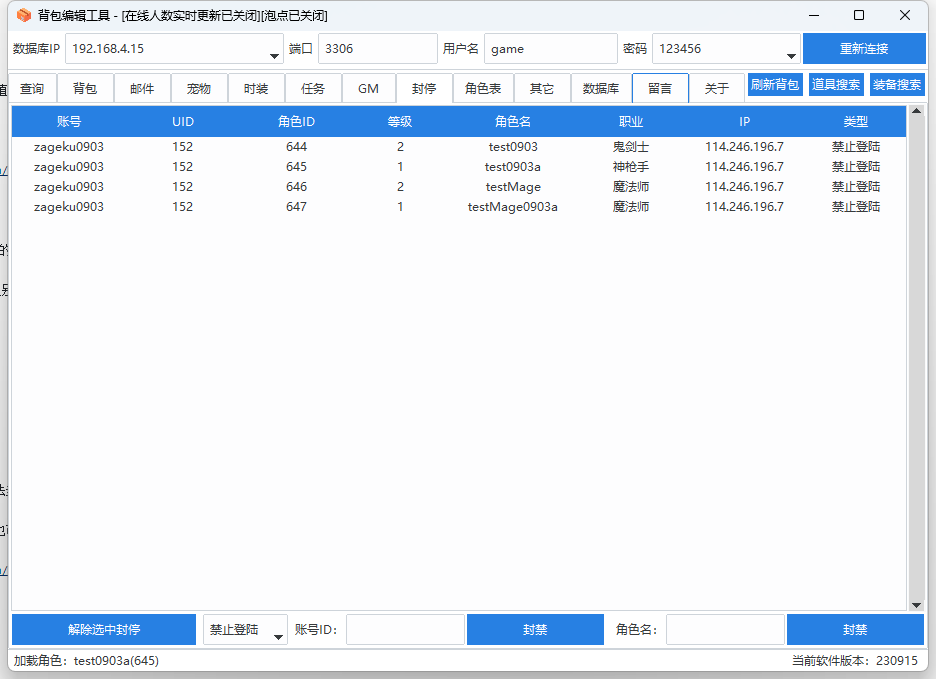 背包编辑工具 - [在线人数实时更新已关闭][泡点已关闭]
数据库IP 192.168.4.15 端口 3306 用户名 game 密码 123456 重新连接
查询 背包 邮件 宠物 时装 任务 GM 封停 角色表 其它 数据库 留言 关于 刷新背包 道具搜索 装备搜索
账号 UID 角色ID 等级 角色名 职业 IP 类型
zageku0903 152 644 2 test0903 鬼剑士 114.246.196.7 禁止登陆
zageku0903 152 645 1 test0903a 神枪手 114.246.196.7 禁止登陆
zageku0903 152 646 2 testMage 魔法师 114.246.196.7 禁止登陆
zageku0903 152 647 1 testMage0903a 魔法师 114.246.196.7 禁止登陆
解除选中封停 禁止登陆 账号ID: 封禁 角色名: 封禁
加载角色: test0903a(645) 当前软件版本: 230915